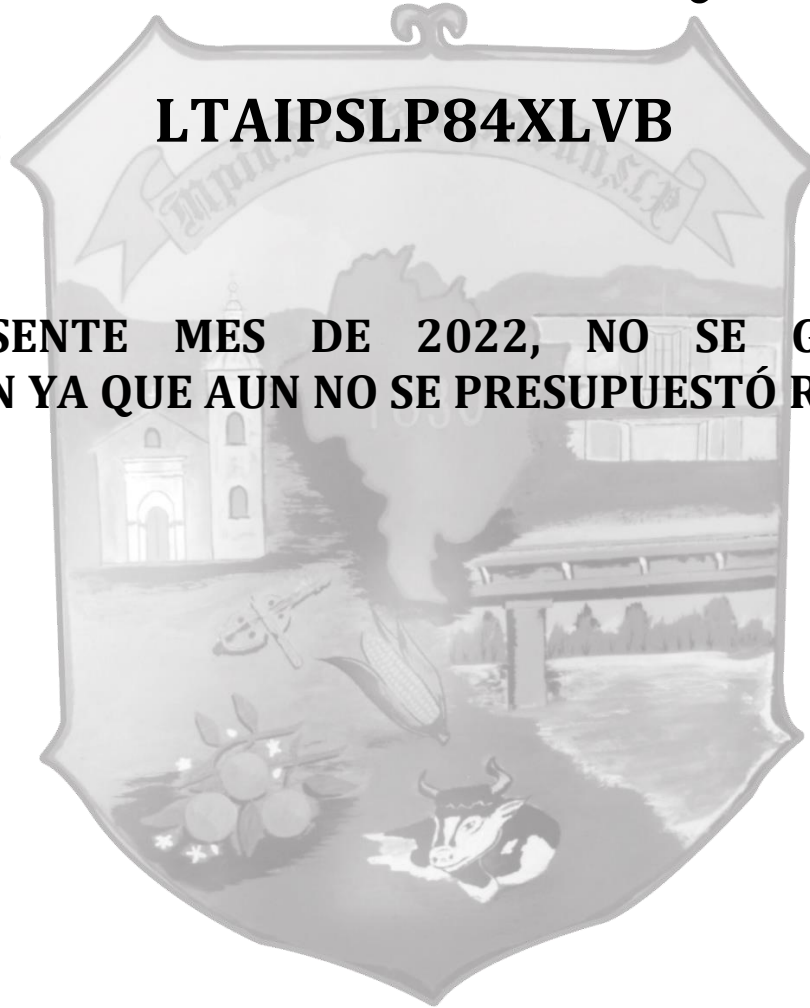 LTAIPSLP84XLVB
SENTE MES DE 2022, NO SE G
N YA QUE AUN NO SE PRESUPUESTÓ R